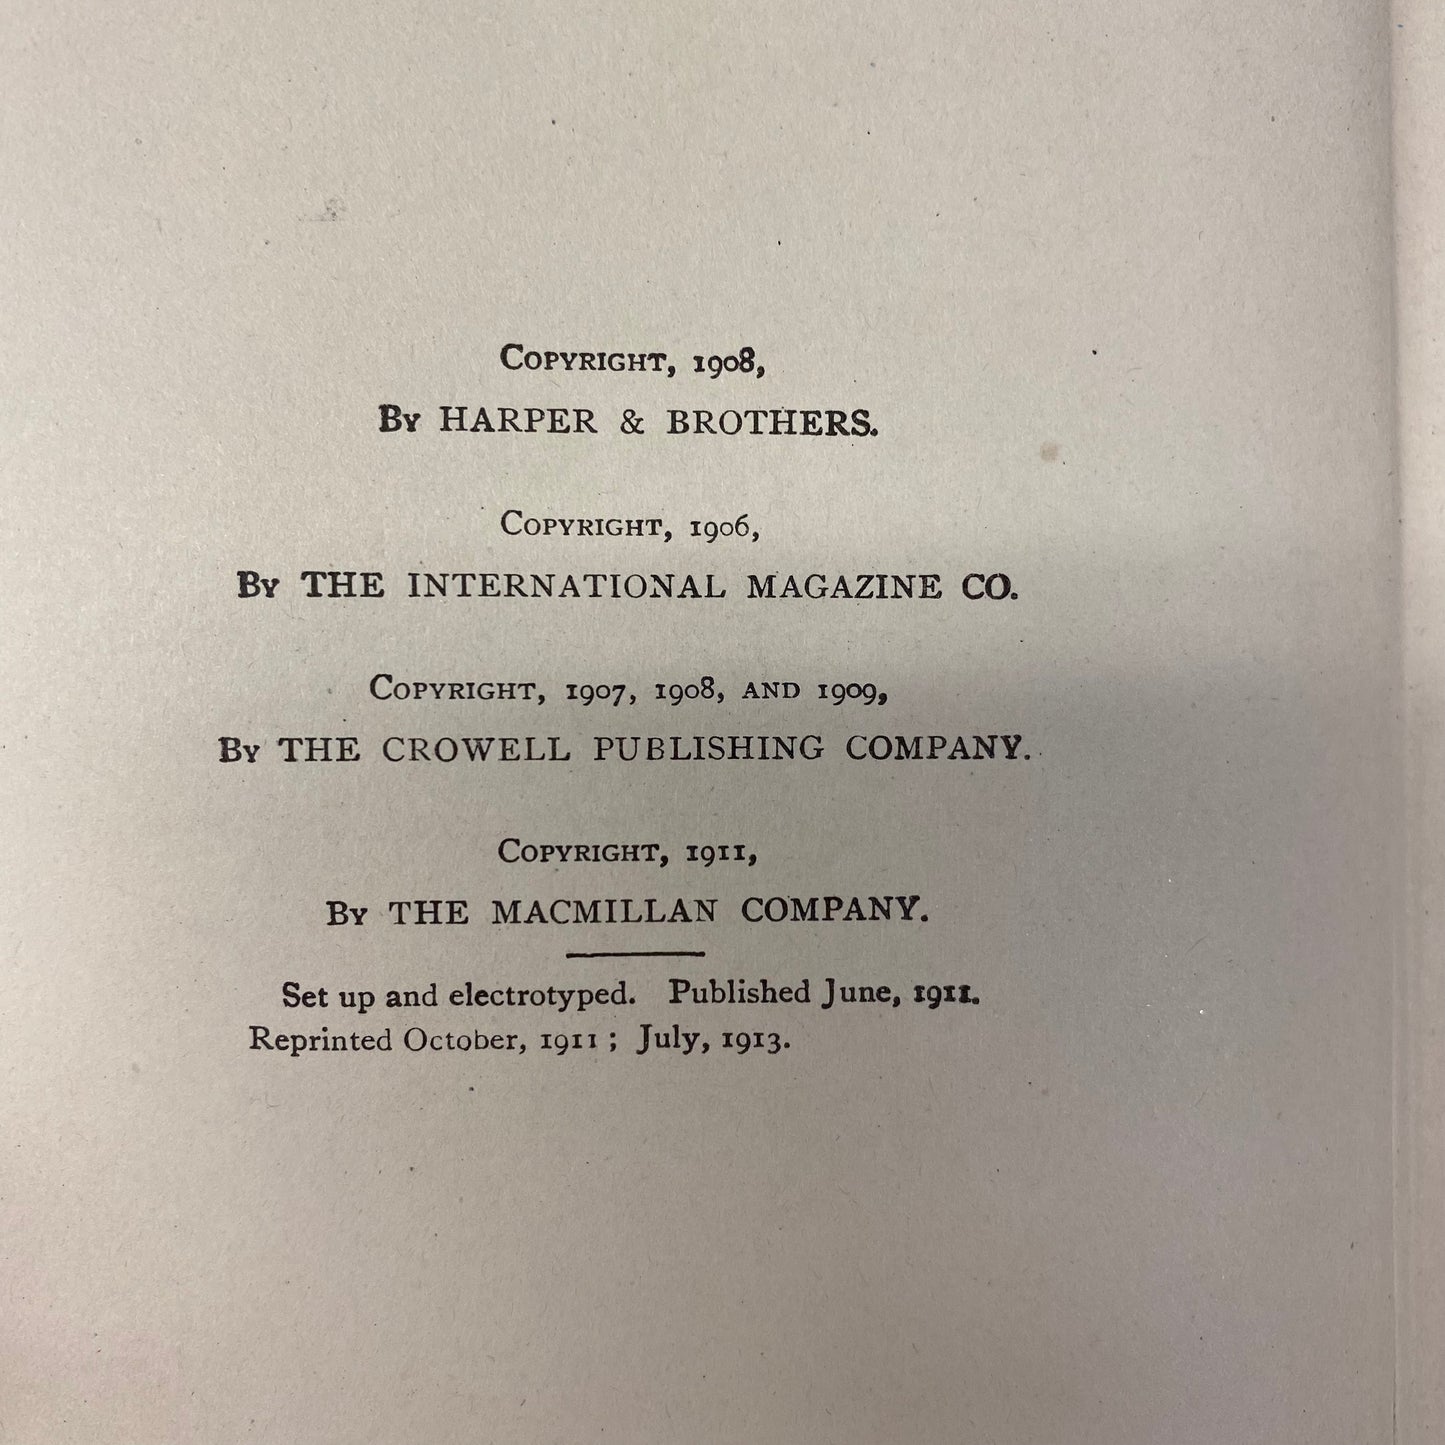 COPYRIGHT, 1908,
BY HARPER & BROTHERS.
COPYRIGHT, 1906,
BY THE INTERNATIONAL MAGAZINE CO.
COPYRIGHT, 1907, 1908, AND 1909,
BY THE CROWELL PUBLISHING COMPANY.
COPYRIGHT, 1911,
BY THE MACMILLAN COMPANY.
Set up and electrotyped. Published June, 1911.
Reprinted October, 1911; July, 1913.